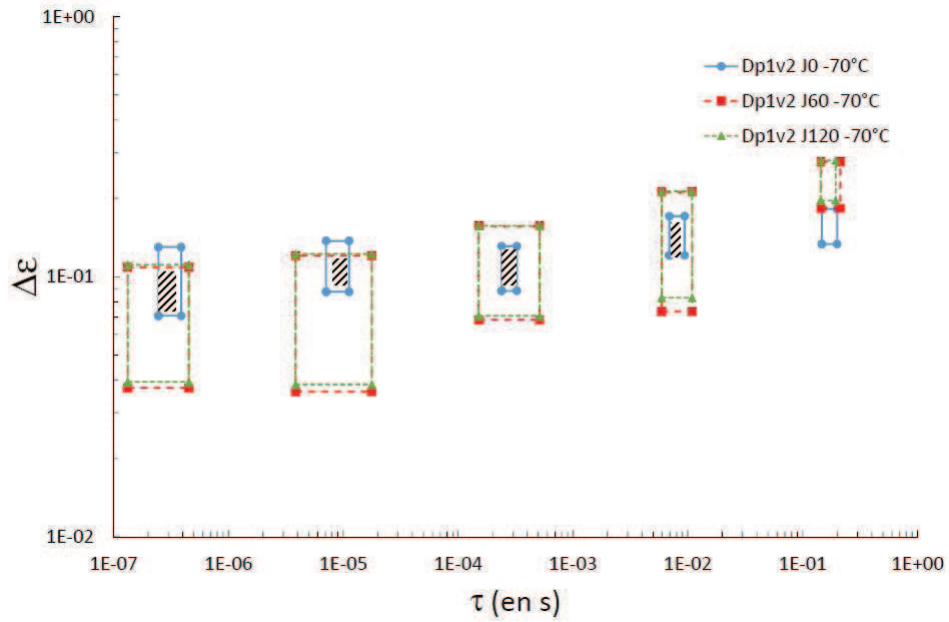 1E+00
Dp1v2 J0 -70°C
Dp1v2 J60 -70°C
Dp1v2 J120 -70°C
Δε
1E-01
1E-02
1E-07 1E-06 1E-05 1E-04 1E-03 1E-02 1E-01 1E+00
τ (en s)